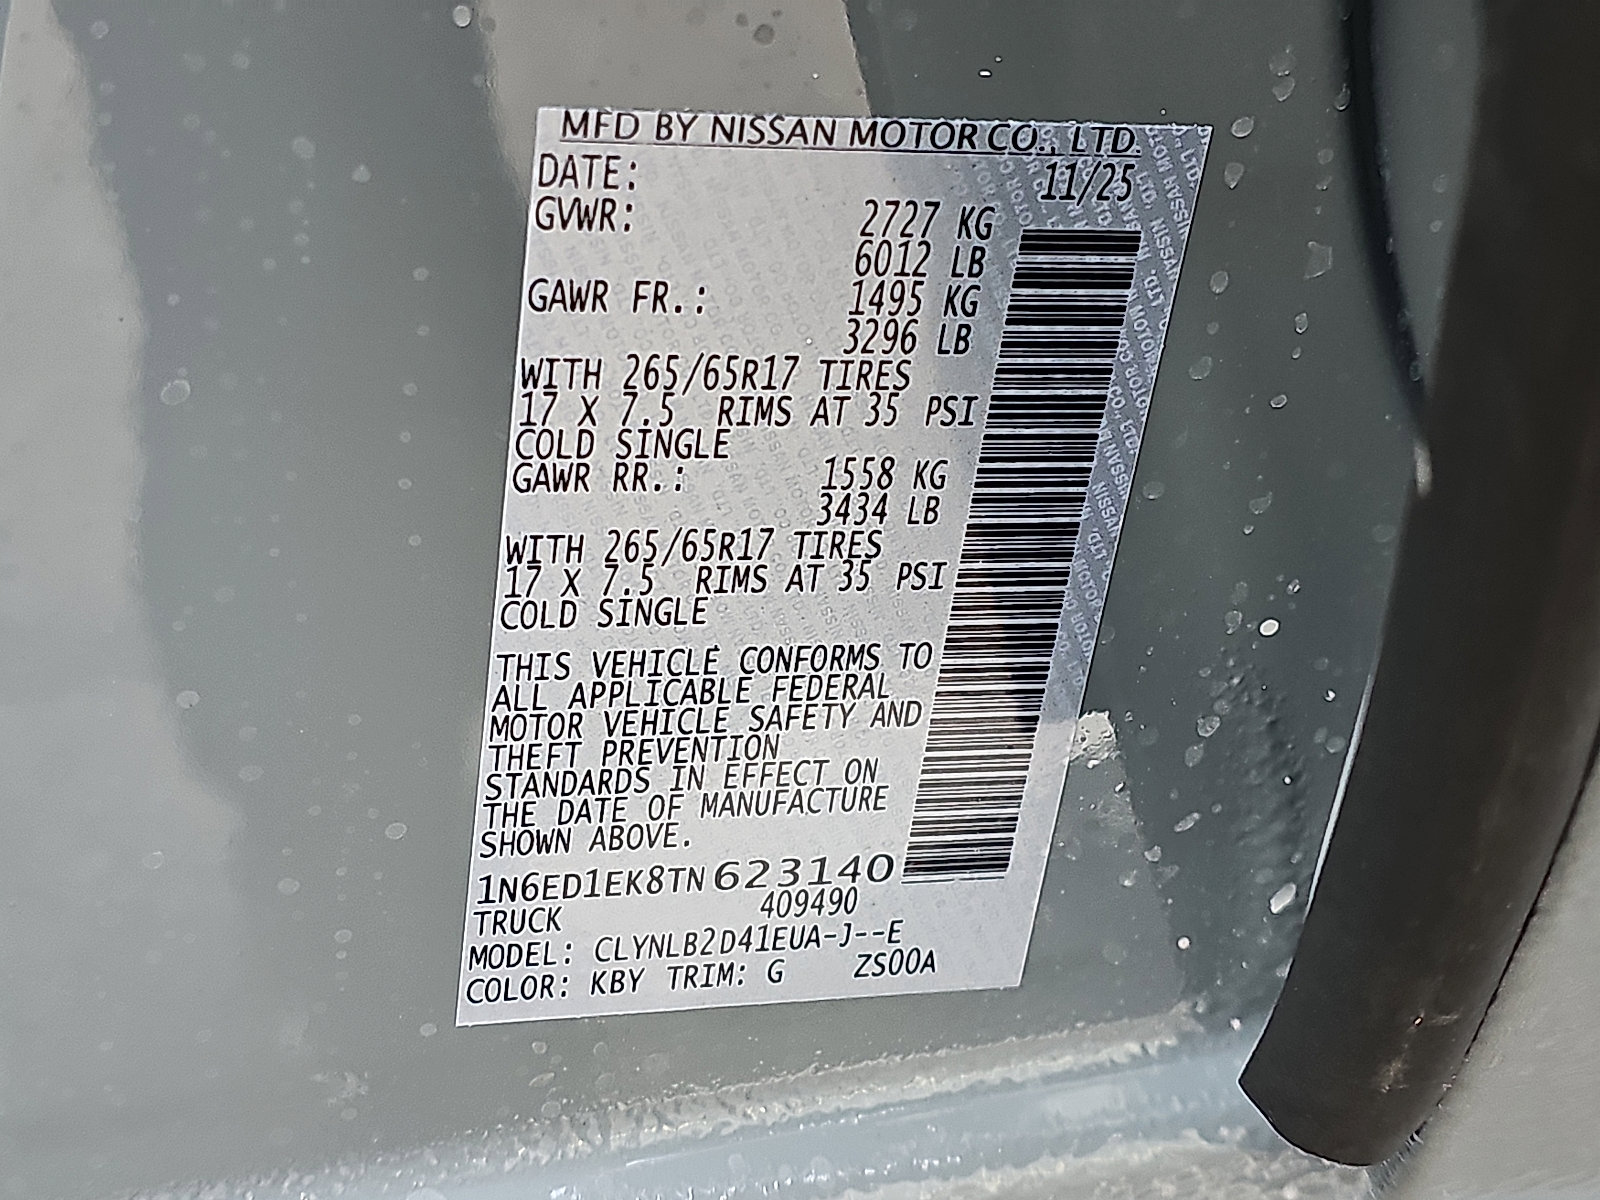 MFD BY NISSAN MOTOR CO., LTD.
DATE: 11/25
GVWR: 2727 KG
6012 LB
GAWR FR.: 1495 KG
3296 LB
WITH 265/65R17 TIRES
17 X 7.5 RIMS AT 35 PSI
COLD SINGLE
GAWR RR.: 1558 KG
3434 LB
WITH 265/65R17 TIRES
17 X 7.5 RIMS AT 35 PSI
COLD SINGLE
THIS VEHICLE CONFORMS TO
ALL APPLICABLE FEDERAL
MOTOR VEHICLE SAFETY AND
THEFT PREVENTION
STANDARDS IN EFFECT ON
THE DATE OF MANUFACTURE
SHOWN ABOVE.
1N6ED1EK8TN623140
TRUCK 409490
MODEL: CLYNLB2D41EUA-J--E
COLOR: KBY TRIM: G ZS00A